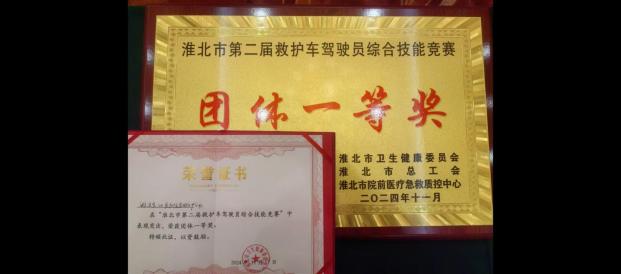 淮北市第二届救护车驾驶员综合技能竞赛
团体一等奖
淮北市卫生健康委员会
淮北市总工会
淮北市院前医疗急救质控中心
二〇二四年十一月
荣誉证书
在“淮北市第二届救护车驾驶员综合技能竞赛”中
表现突出，荣获团体一等奖。
特颁此证，以资鼓励。